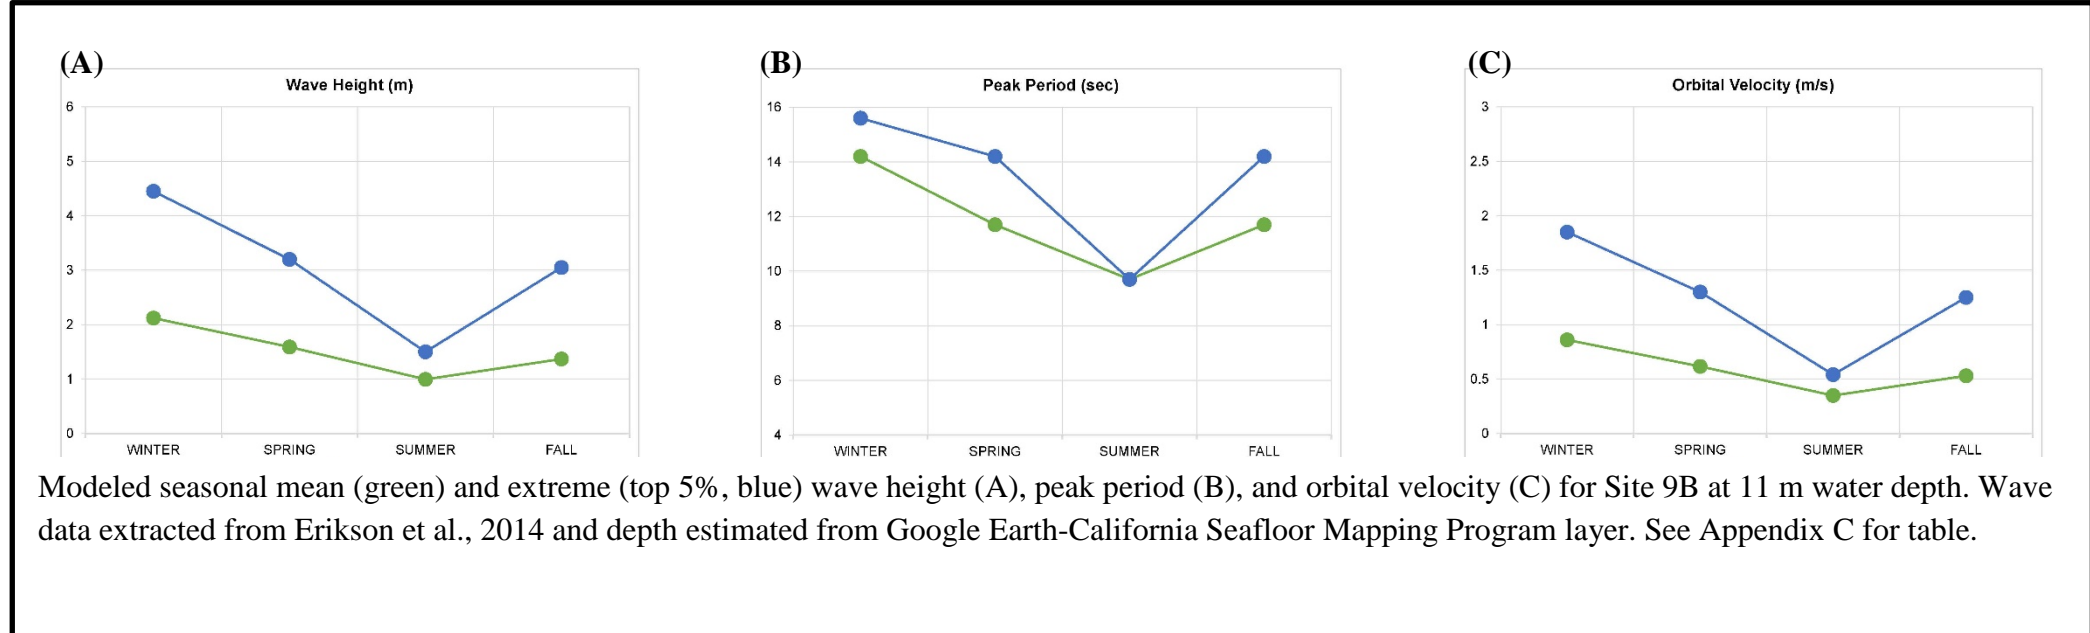 (A)
Wave Height (m)
6
5
4
3
2
1
0
WINTER SPRING SUMMER FALL
(B)
Peak Period (sec)
16
14
12
10
8
6
4
WINTER SPRING SUMMER FALL
(C)
Orbital Velocity (m/s)
3
2.5
2
1.5
1
0.5
0
WINTER SPRING SUMMER FALL
Modeled seasonal mean (green) and extreme (top 5%, blue) wave height (A), peak period (B), and orbital velocity (C) for Site 9B at 11 m water depth. Wave
data extracted from Erikson et al., 2014 and depth estimated from Google Earth-California Seafloor Mapping Program layer. See Appendix C for table.